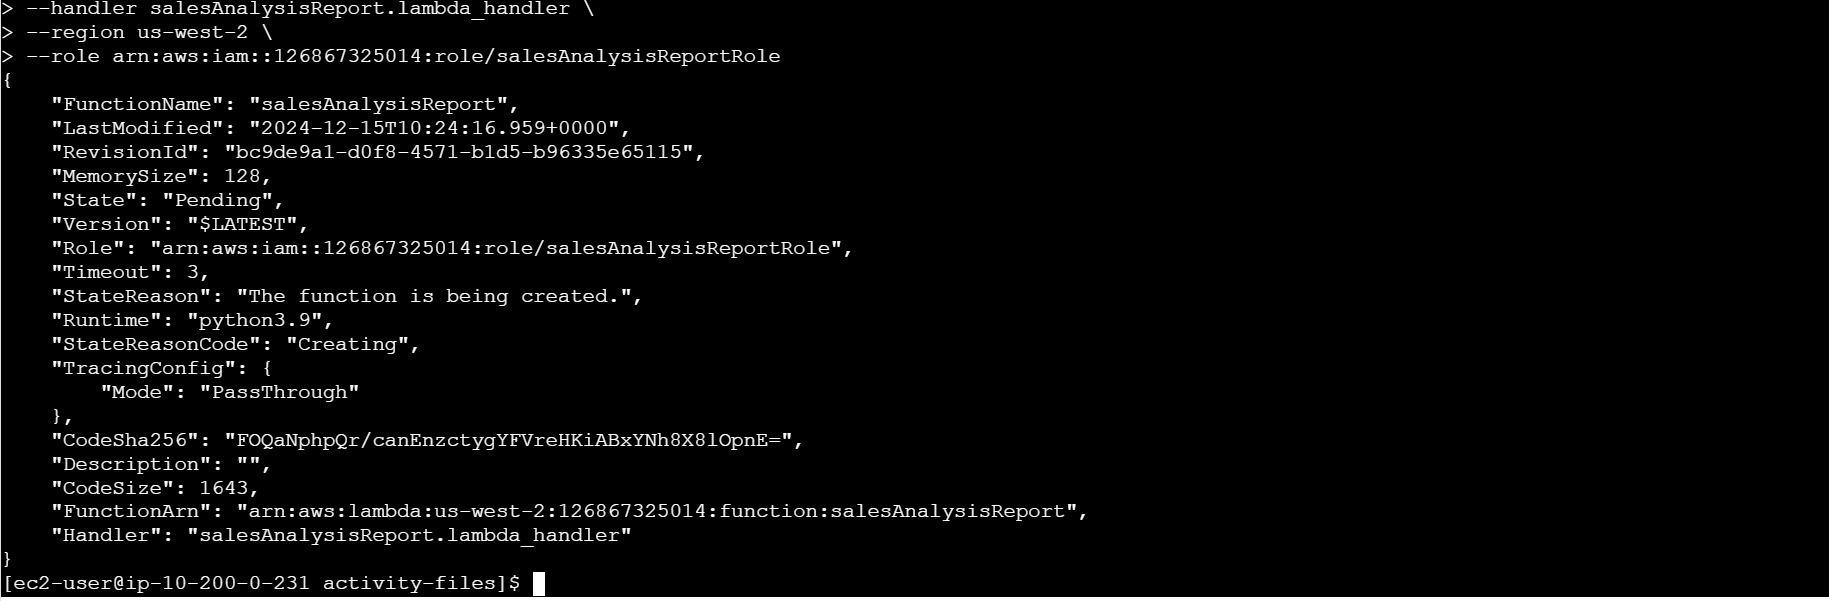 > --handler salesAnalysisReport.lambda_handler \
> --region us-west-2 \
> --role arn:aws:iam::126867325014:role/salesAnalysisReportRole
{
    "FunctionName": "salesAnalysisReport",
    "LastModified": "2024-12-15T10:24:16.959+0000",
    "RevisionId": "bc9de9a1-d0f8-4571-b1d5-b96335e65115",
    "MemorySize": 128,
    "State": "Pending",
    "Version": "$LATEST",
    "Role": "arn:aws:iam::126867325014:role/salesAnalysisReportRole",
    "Timeout": 3,
    "StateReason": "The function is being created.",
    "Runtime": "python3.9",
    "StateReasonCode": "Creating",
    "TracingConfig": {
        "Mode": "PassThrough"
    },
    "CodeSha256": "FOQaNphpQr/canEnzctygYFVreHKiABxYNh8X8lOpnE=",
    "Description": "",
    "CodeSize": 1643,
    "FunctionArn": "arn:aws:lambda:us-west-2:126867325014:function:salesAnalysisReport",
    "Handler": "salesAnalysisReport.lambda_handler"
}
[ec2-user@ip-10-200-0-231 activity-files]$